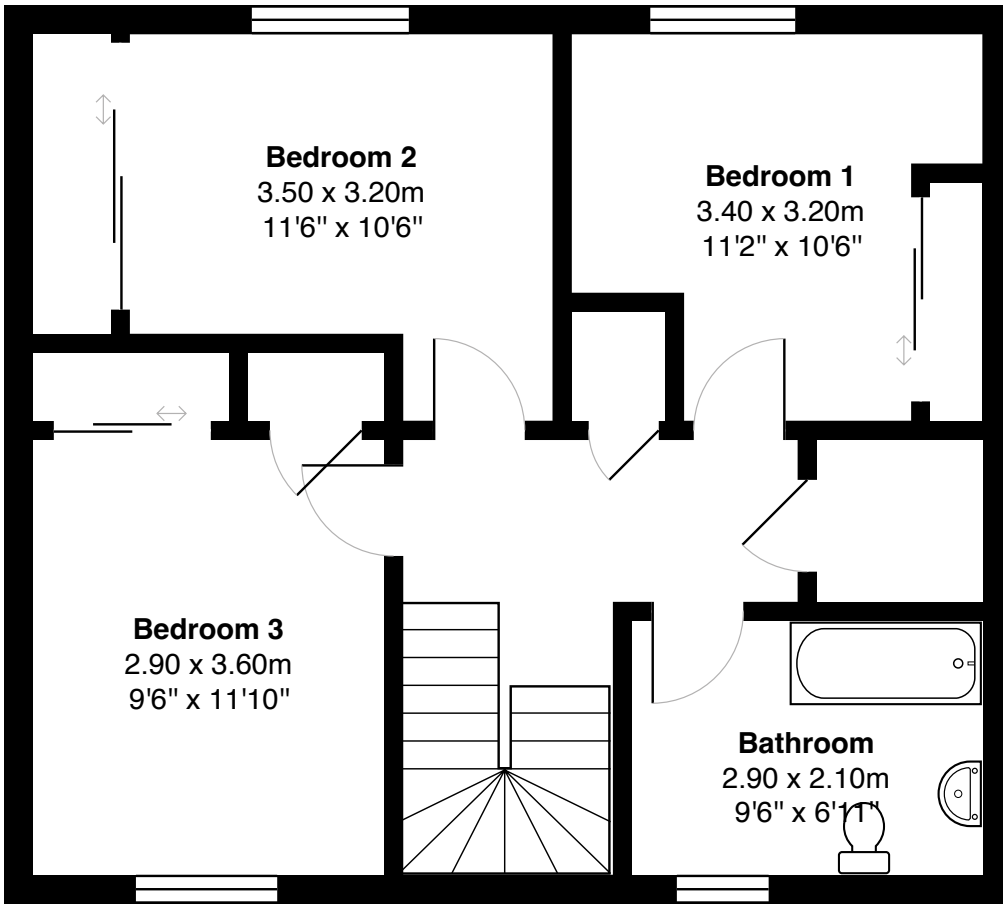 Bedroom 2
3.50 x 3.20m
11'6" x 10'6"
Bedroom 1
3.40 x 3.20m
11'2" x 10'6"
Bedroom 3
2.90 x 3.60m
9'6" x 11'10"
Bathroom
2.90 x 2.10m
9'6" x 6'11"